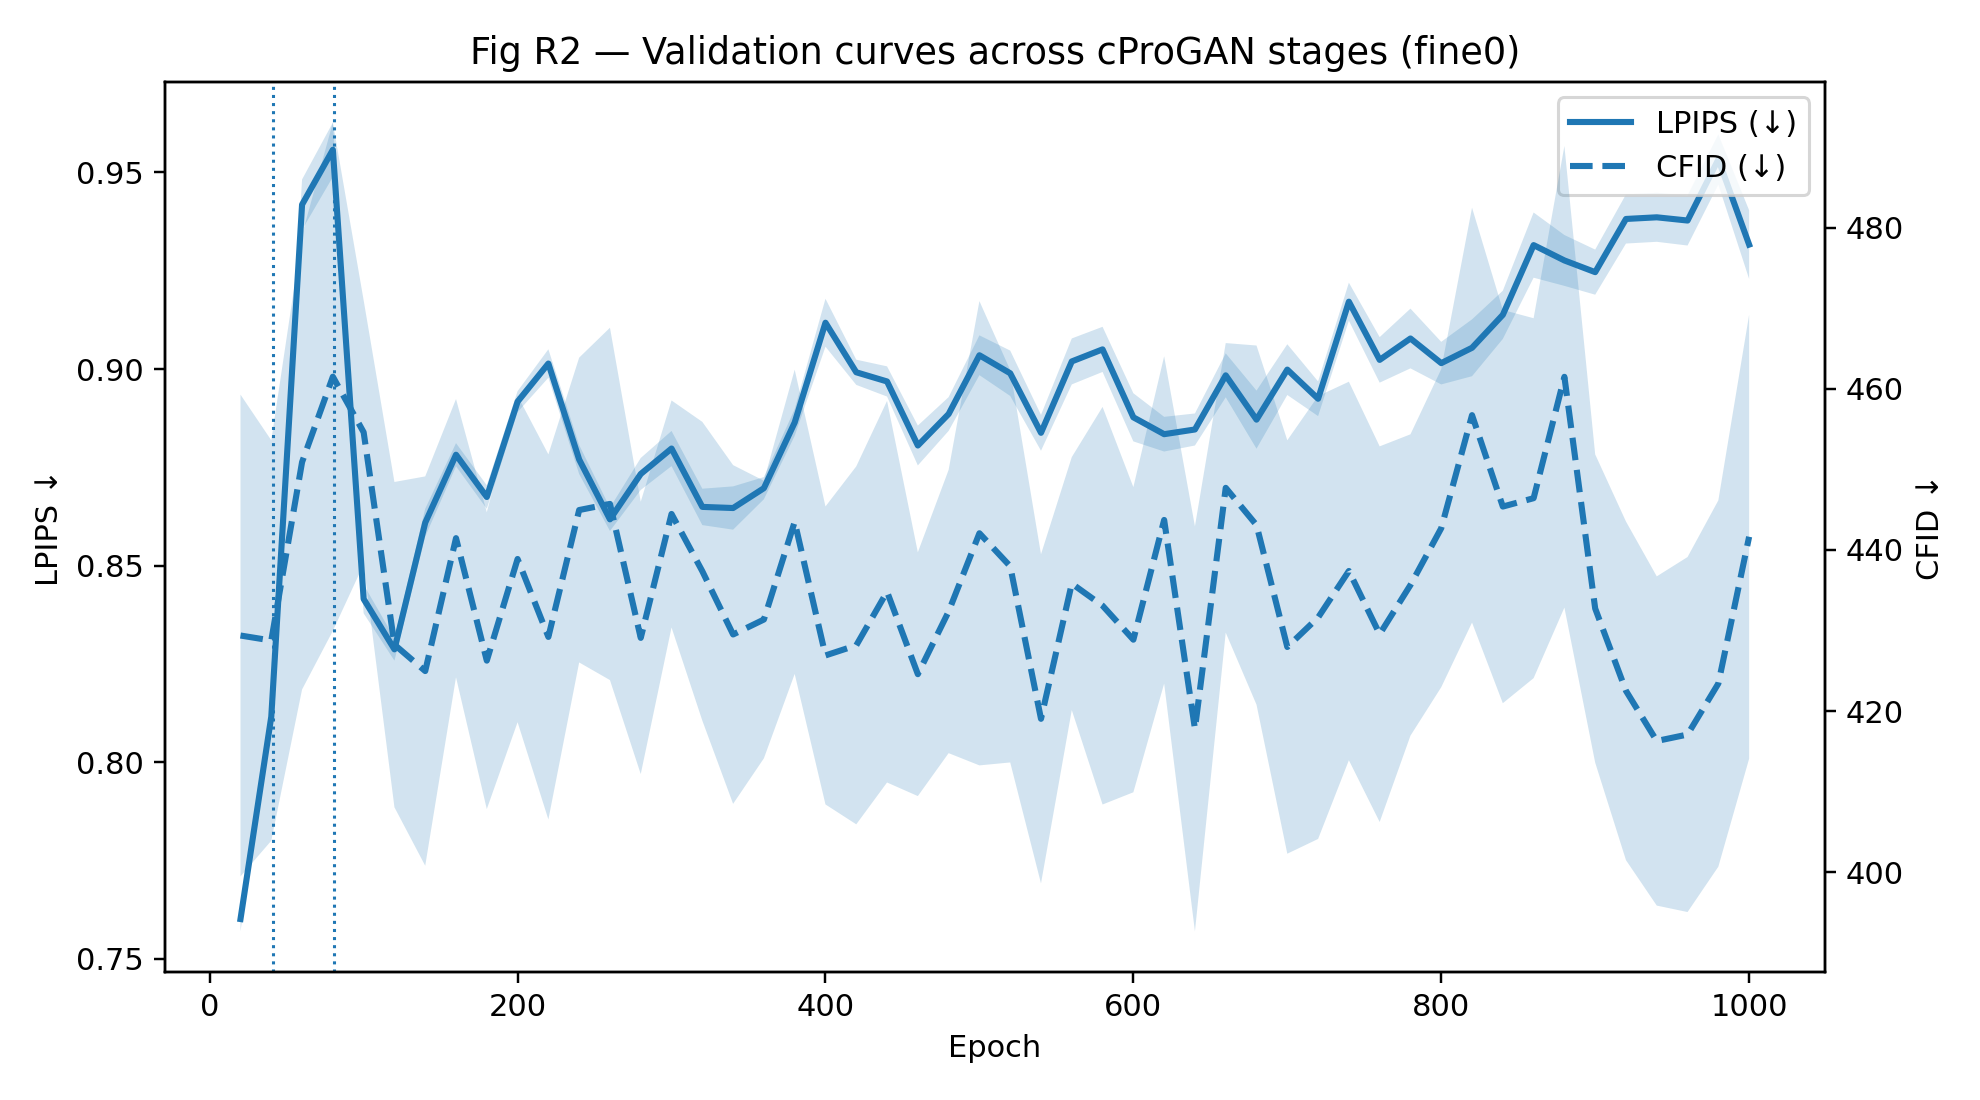 Fig R2 — Validation curves across cProGAN stages (fine0)
LPIPS (↓)
CFID (↓)
LPIPS ↓
0.95
0.90
0.85
0.80
0.75
CFID ↓
480
460
440
420
400
0 200 400 600 800 1000
Epoch